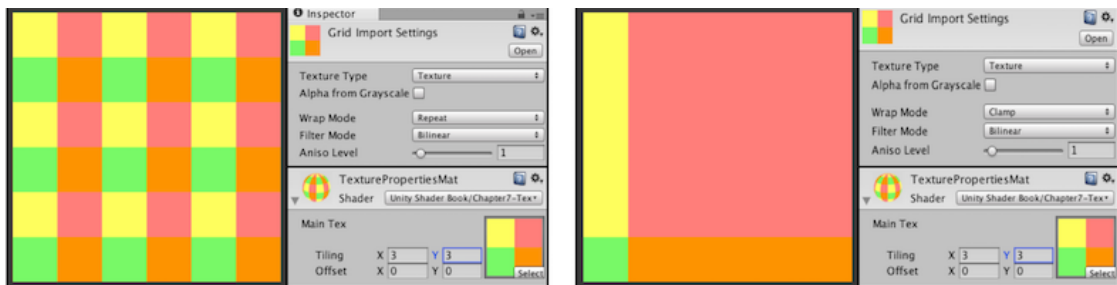 Inspector
Grid Import Settings
Open
Texture Type Texture
Alpha from Grayscale
Wrap Mode Repeat
Filter Mode Bilinear
Aniso Level 1
TexturePropertiesMat
Shader Unity Shader Book/Chapter7-Tex
Main Tex
Tiling X 3 Y 3
Offset X 0 Y 0
Select
Grid Import Settings
Open
Texture Type Texture
Alpha from Grayscale
Wrap Mode Clamp
Filter Mode Bilinear
Aniso Level 1
TexturePropertiesMat
Shader Unity Shader Book/Chapter7-Tex
Main Tex
Tiling X 3 Y 3
Offset X 0 Y 0
Select